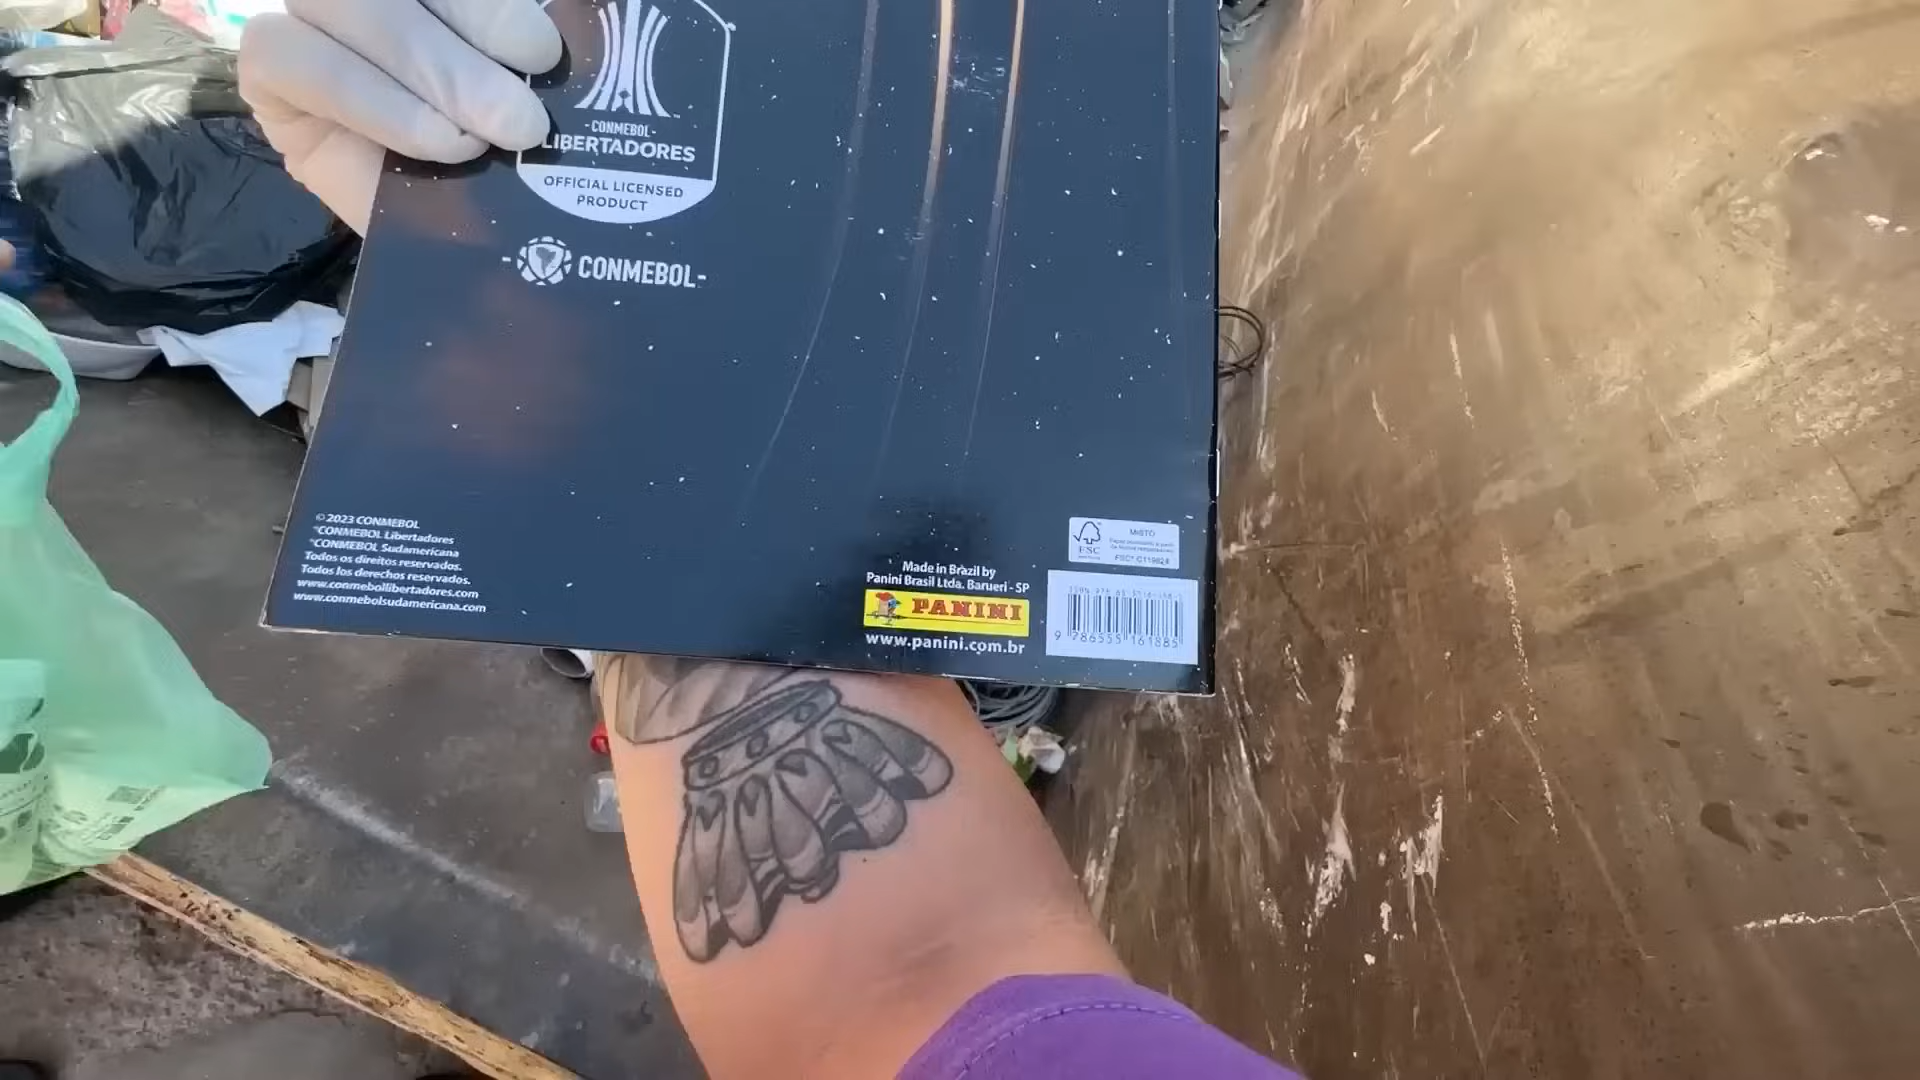 - CONMEBOL -
LIBERTADORES
OFFICIAL LICENSED
PRODUCT
-CONMEBOL-
© 2023 CONMEBOL
*CONMEBOL Libertadores
*CONMEBOL Sudamericana
Todos os direitos reservados.
Todos los derechos reservados.
www.conmebollibertadores.com
www.conmebolsudamericana.com
Made in Brazil by
Panini Brasil Ltda. Barueri - SP
PANINI
www.panini.com.br
FSC
MISTO
9 786555 161885